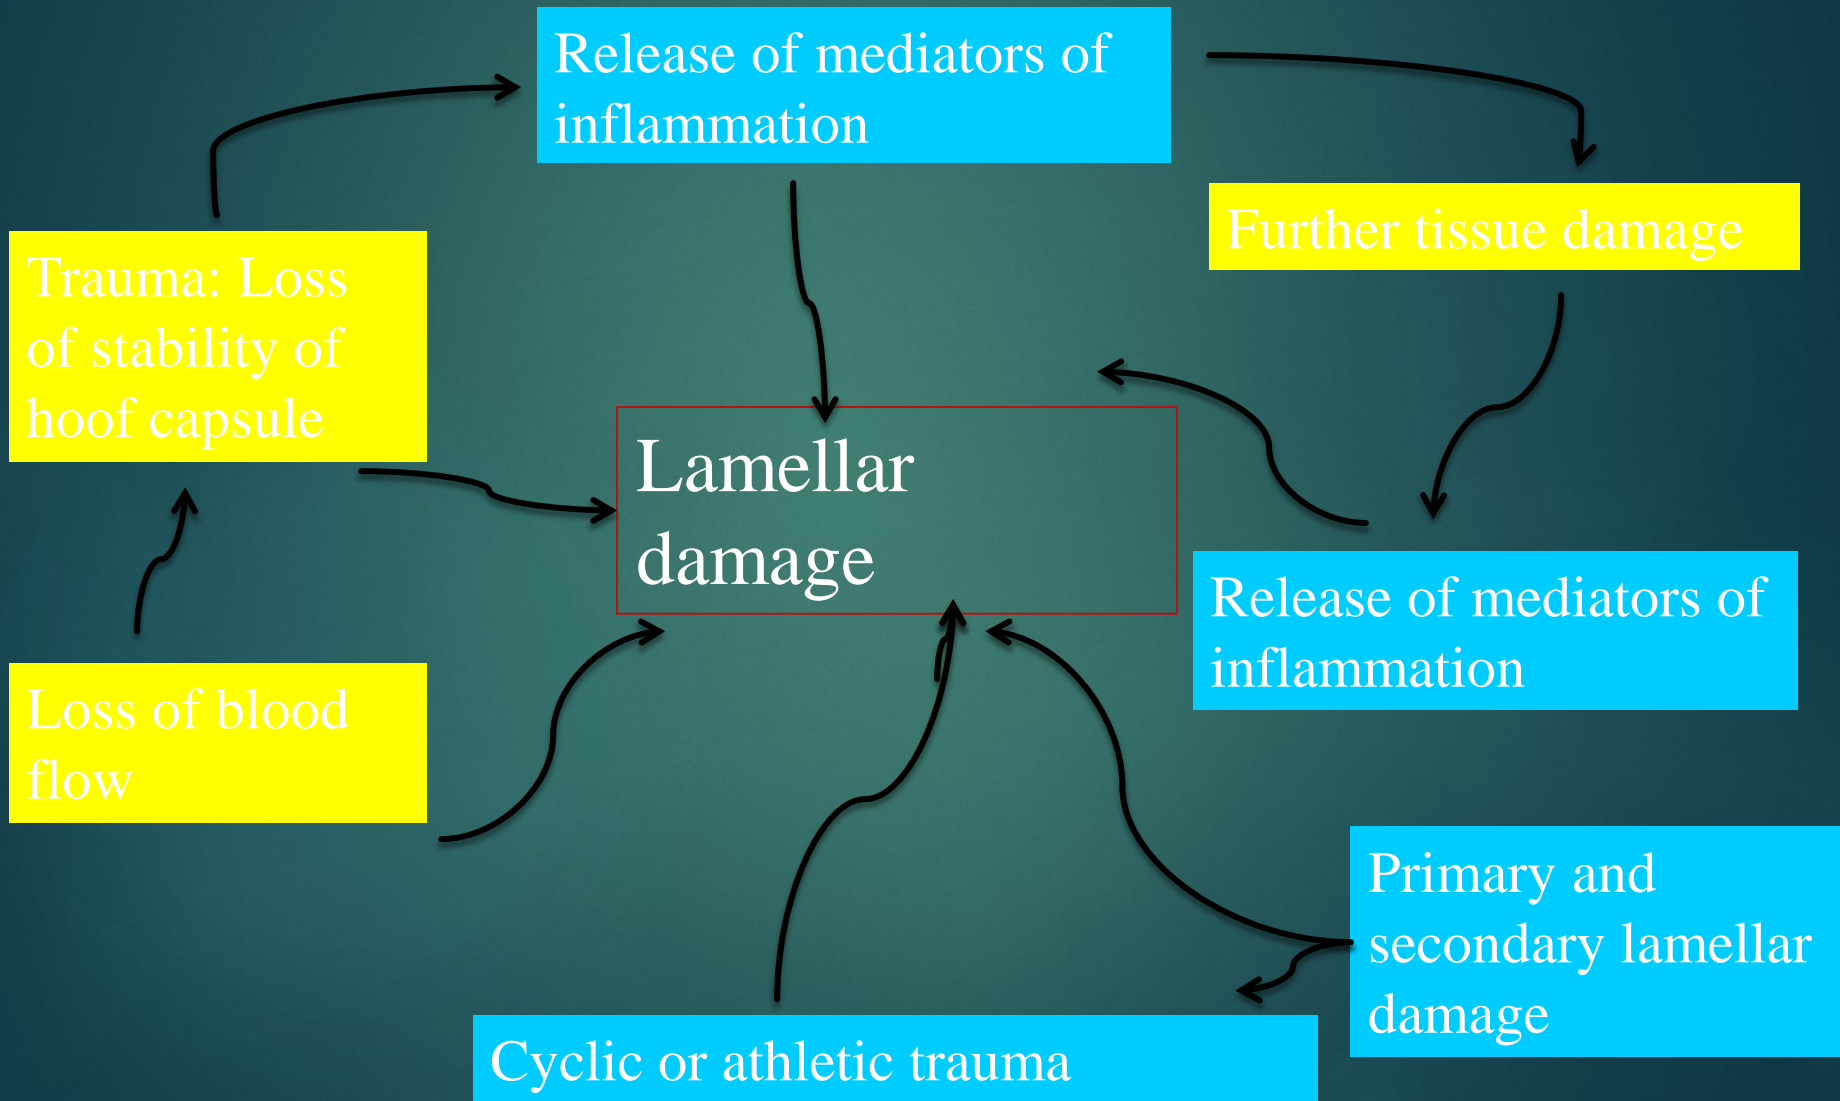 Release of mediators of
inflammation
Further tissue damage
Trauma: Loss
of stability of
hoof capsule
Lamellar
damage
Release of mediators of
inflammation
Loss of blood
flow
Primary and
secondary lamellar
damage
Cyclic or athletic trauma